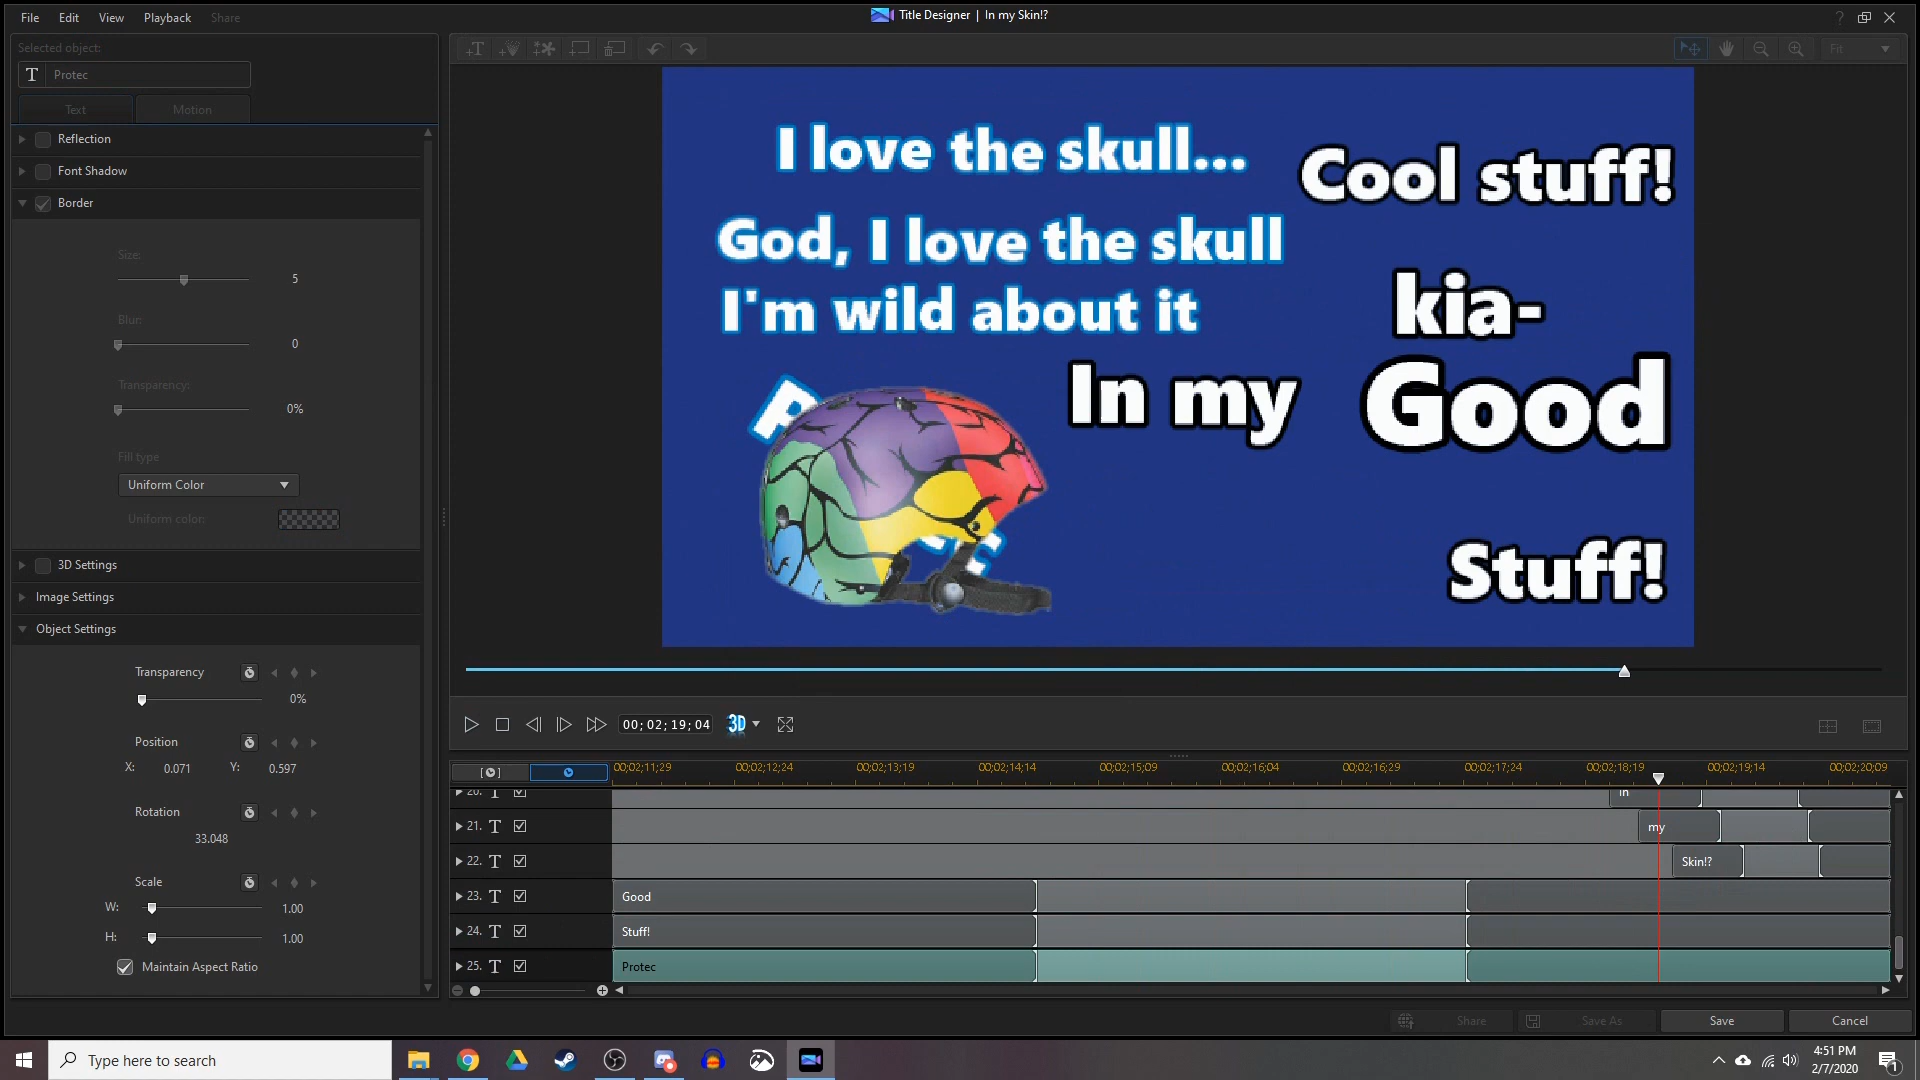 File Edit View Playback Share
Title Designer | In my Skin!?
?
Selected object:
T Protec
Text Motion
Reflection
Font Shadow
Border
Size:
5
Blur:
0
Transparency:
0%
Fill type
Uniform Color
Uniform color:
3D Settings
Image Settings
Object Settings
Transparency
0%
Position
X: 0.071 Y: 0.597
Rotation
33.048
Scale
W: 1.00
H: 1.00
Maintain Aspect Ratio
Fit
I love the skull...
Cool stuff!
God, I love the skull
I'm wild about it
kia-
In my
Good
Stuff!
00;02;19;04
3D
00;02;11;29 00;02;12;24 00;02;13;19 00;02;14;14 00;02;15;09 00;02;16;04 00;02;16;29 00;02;17;24 00;02;18;19 00;02;19;14 00;02;20;09
20. T In
21. T my
22. T Skin!?
23. T Good
24. T Stuff!
25. T Protec
Share Save As Save Cancel
Type here to search
4:51 PM
2/7/2020
1